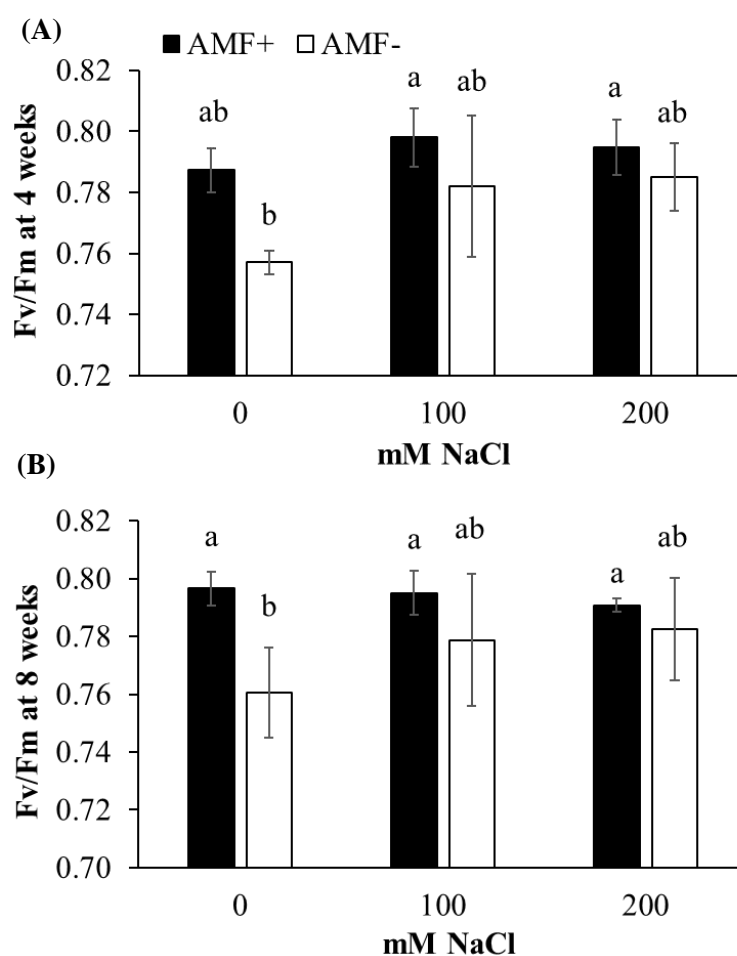 (A)
AMF+ AMF-
Fv/Fm at 4 weeks
0.82
0.80
0.78
0.76
0.74
0.72
ab b a ab a ab
0 100 200
mM NaCl
(B)
Fv/Fm at 8 weeks
0.82
0.80
0.78
0.76
0.74
0.72
0.70
a b a ab a ab
0 100 200
mM NaCl